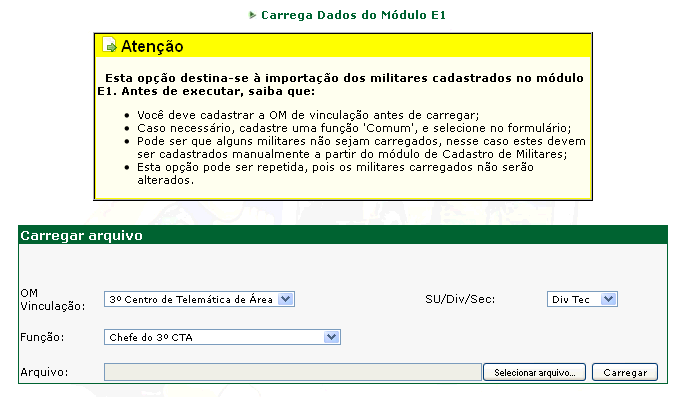 Carrega Dados do Módulo E1
Atenção
Esta opção destina-se à importação dos militares cadastrados no módulo
E1. Antes de executar, saiba que:
• Você deve cadastrar a OM de vinculação antes de carregar;
• Caso necessário, cadastre uma função 'Comum', e selecione no formulário;
• Pode ser que alguns militares não sejam carregados, nesse caso estes devem
ser cadastrados manualmente a partir do módulo de Cadastro de Militares;
• Esta opção pode ser repetida, pois os militares carregados não serão
alterados.
Carregar arquivo
OM
Vinculação: 3º Centro de Telemática de Área SU/Div/Sec: Div Tec
Função: Chefe do 3º CTA
Arquivo: Selecionar arquivo... Carregar